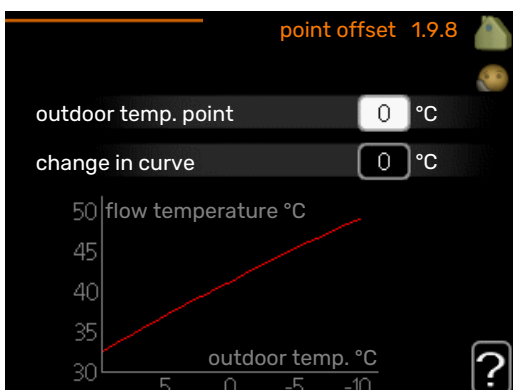 point offset 1.9.8
outdoor temp. point 0 °C
change in curve 0 °C
50 flow temperature °C
45
40
35
outdoor temp. °C
30
5 0 -5 -10
?